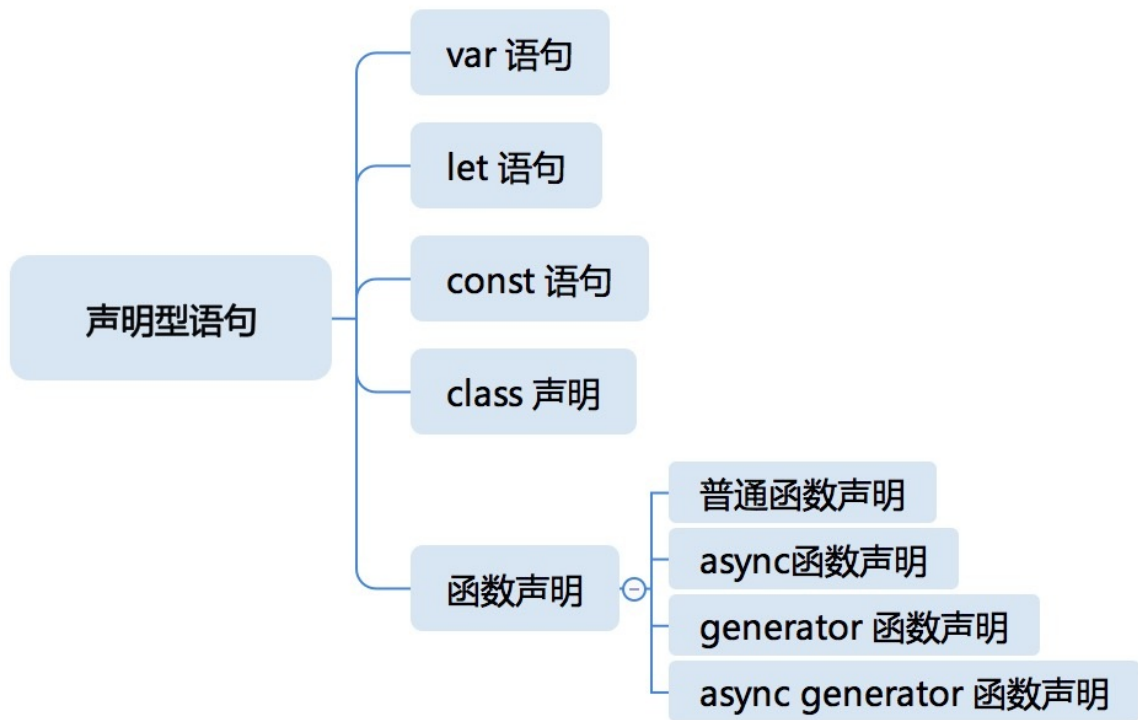 var 语句
let 语句
const 语句
声明型语句
class 声明
普通函数声明
async函数声明
函数声明
generator 函数声明
async generator 函数声明